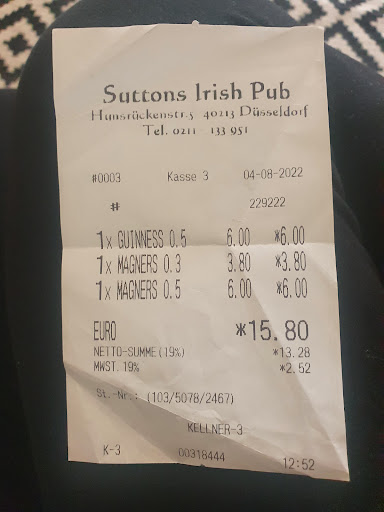 Suttons Irish Pub
Hunsrückenstr.5 40213 Düsseldorf
Tel. 0211 - 133 951
#0003 Kasse 3 04-08-2022
# 229222
1x GUINNESS 0.5 6.00 *6.00
1x MAGNERS 0.3 3.80 *3.80
1x MAGNERS 0.5 6.00 *6.00
EURO *15.80
NETTO-SUMME(19%) *13.28
MWST.19% *2.52
St.-Nr.: (103/5078/2467)
KELLNER-3
K-3 00318444 12:52